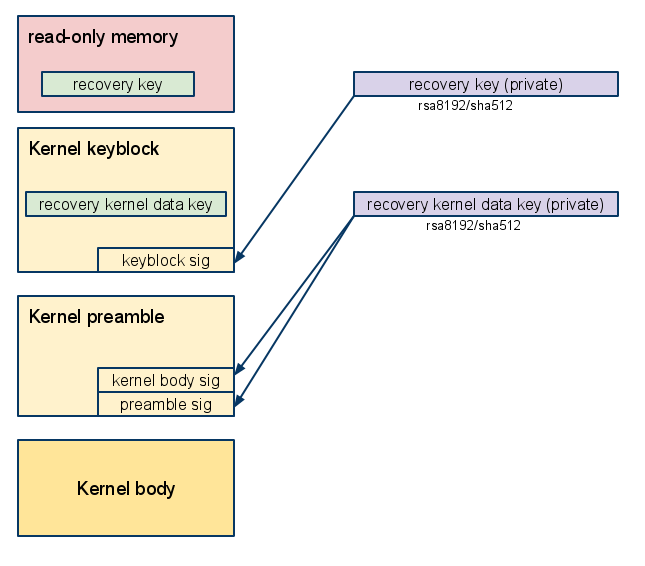 read-only memory
recovery key
recovery key (private)
rsa8192/sha512
Kernel keyblock
recovery kernel data key
recovery kernel data key (private)
rsa8192/sha512
keyblock sig
Kernel preamble
kernel body sig
preamble sig
Kernel body